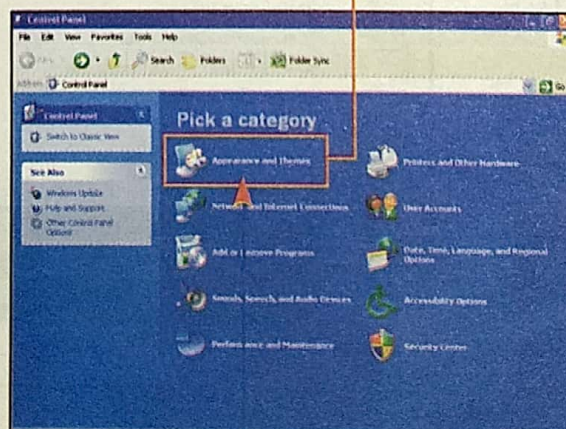 Control Panel
File Edit View Favorites Tools Help
Search Folders Folder Sync
Address Control Panel Go
Control Panel
Switch to Classic View
See Also
Windows Update
Help and Support
Other Control Panel
Options
Pick a category
Appearance and Themes
Printers and Other Hardware
Network and Internet Connections
User Accounts
Add or Remove Programs
Date, Time, Language, and Regional
Options
Sounds, Speech, and Audio Devices
Accessibility Options
Performance and Maintenance
Security Center